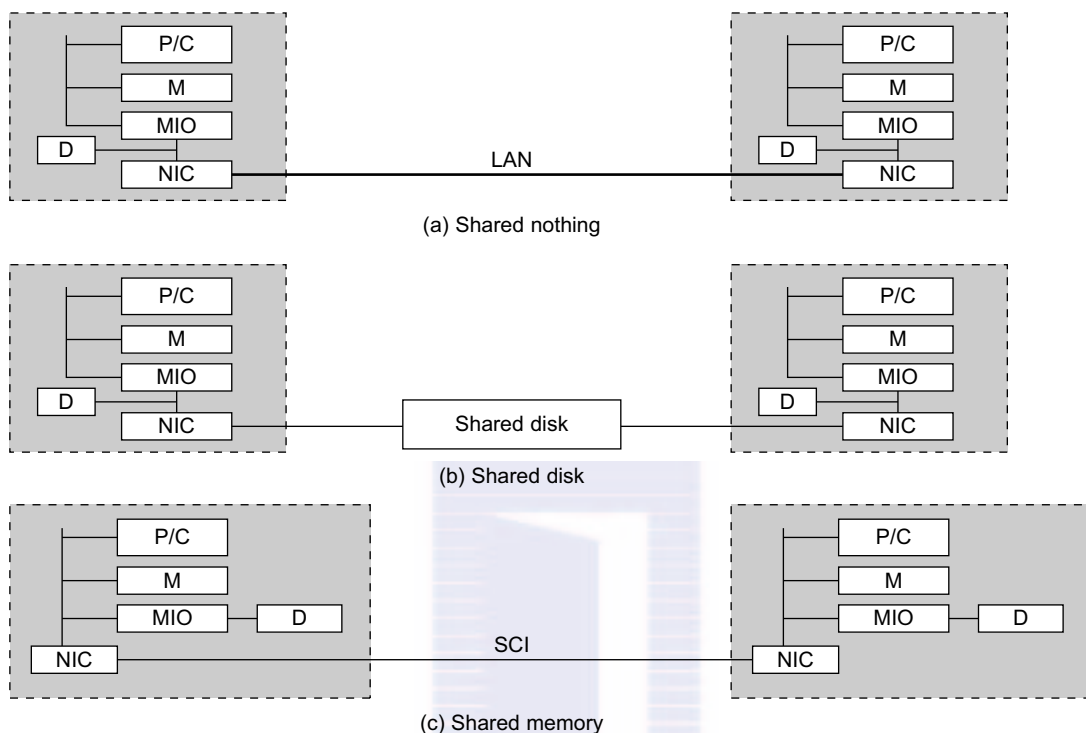 P/C P/C
M M
MIO MIO
D D
LAN
NIC NIC
(a) Shared nothing
P/C P/C
M M
MIO MIO
D D
NIC Shared disk NIC
(b) Shared disk
P/C P/C
M M
MIO D MIO D
SCI
NIC NIC
(c) Shared memory